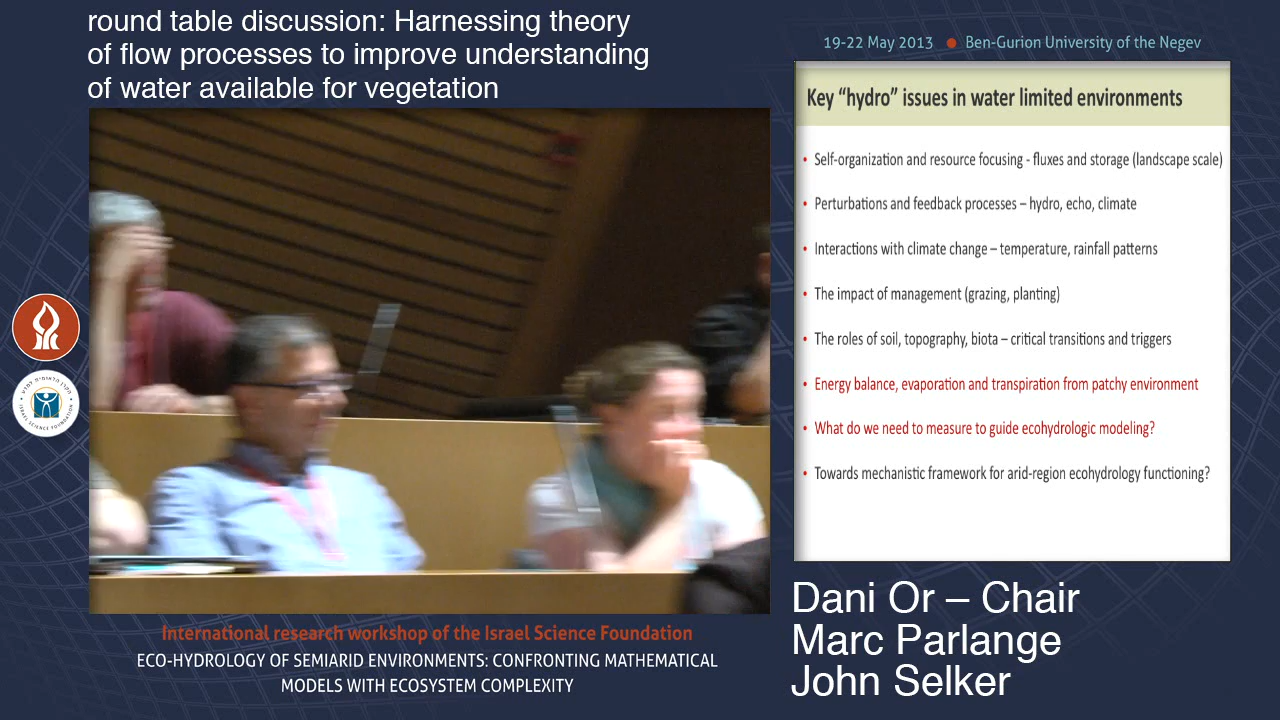 round table discussion: Harnessing theory
of flow processes to improve understanding
of water available for vegetation
19-22 May 2013 ● Ben-Gurion University of the Negev
Key “hydro” issues in water limited environments
• Self-organization and resource focusing - fluxes and storage (landscape scale)
• Perturbations and feedback processes – hydro, echo, climate
• Interactions with climate change – temperature, rainfall patterns
• The impact of management (grazing, planting)
• The roles of soil, topography, biota – critical transitions and triggers
• Energy balance, evaporation and transpiration from patchy environment
• What do we need to measure to guide ecohydrologic modeling?
• Towards mechanistic framework for arid-region ecohydrology functioning?
ISRAEL SCIENCE FOUNDATION
Dani Or – Chair
Marc Parlange
John Selker
International research workshop of the Israel Science Foundation
ECO-HYDROLOGY OF SEMIARID ENVIRONMENTS: CONFRONTING MATHEMATICAL
MODELS WITH ECOSYSTEM COMPLEXITY